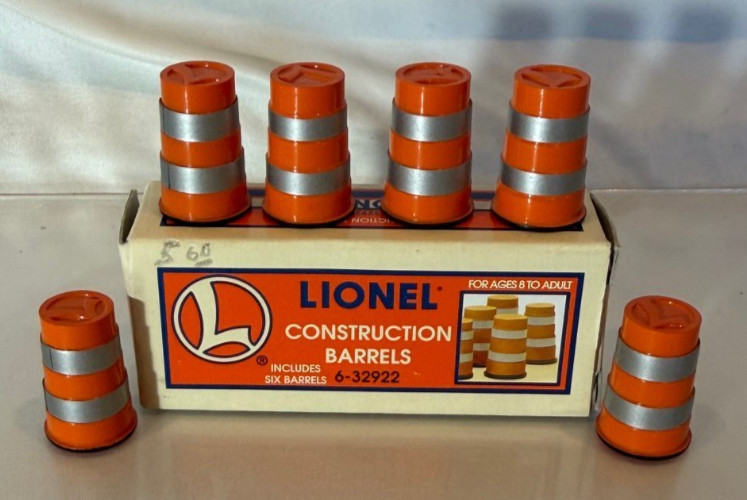 5 60
LIONEL
FOR AGES 8 TO ADULT
L
CONSTRUCTION
BARRELS
®
INCLUDES
SIX BARRELS 6-32922